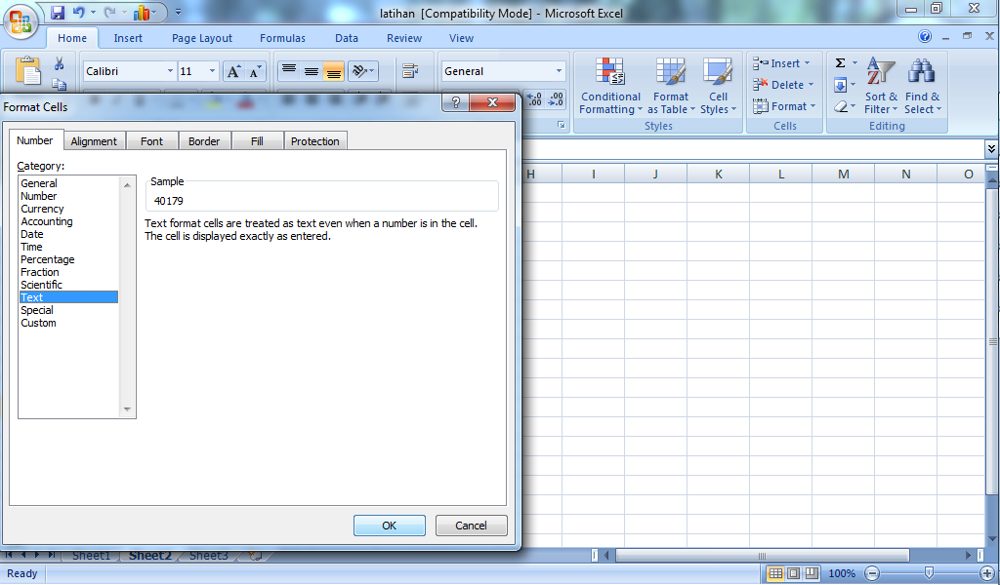 latihan [Compatibility Mode] - Microsoft Excel
Home Insert Page Layout Formulas Data Review View
Calibri 11 A A General Insert Σ
Delete
Conditional Formatting Format as Table Cell Styles Format Sort & Filter Find & Select
Styles Cells Editing
Format Cells
Number Alignment Font Border Fill Protection
Category:
General
Number
Currency
Accounting
Date
Time
Percentage
Fraction
Scientific
Text
Special
Custom
Sample
40179
Text format cells are treated as text even when a number is in the cell.
The cell is displayed exactly as entered.
OK Cancel
H I J K L M N O
Sheet1 Sheet2 Sheet3
Ready 100%